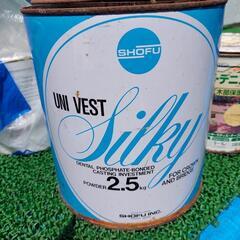 SHOFU
UNI VEST
Silky
DENTAL PHOSPHATE-BONDED
CASTING INVESTMENT
FOR CROWN
AND BRIDGE
POWDER 2.5kg
SHOFU INC.